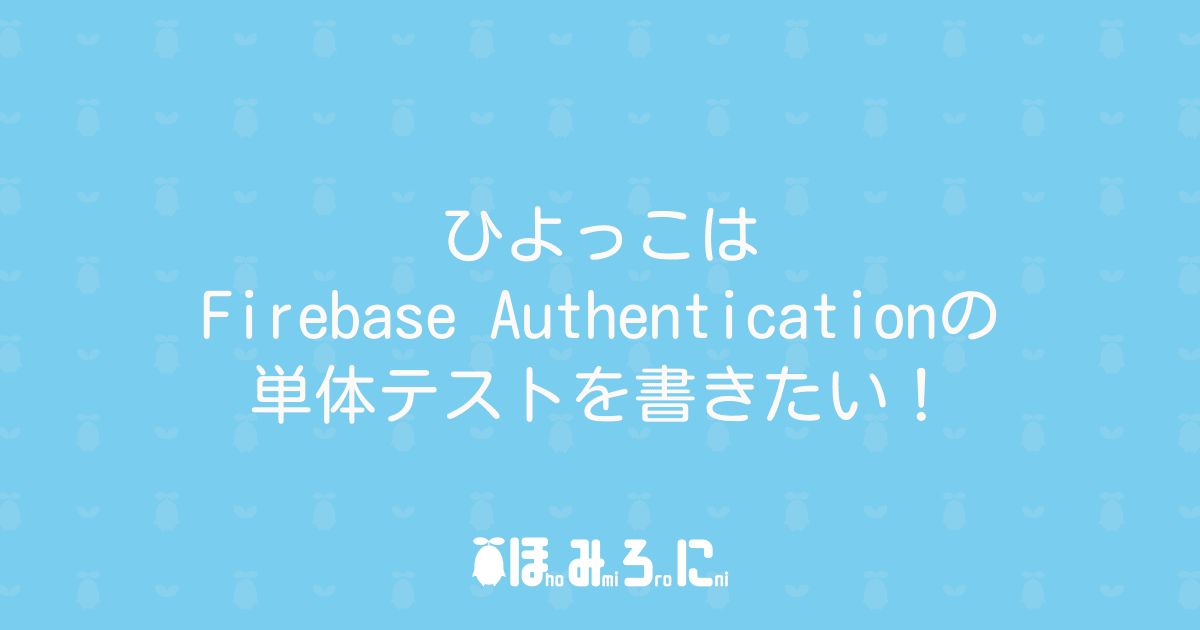 ひよっこは
Firebase Authenticationの
単体テストを書きたい！
ほhoみmiろroにni